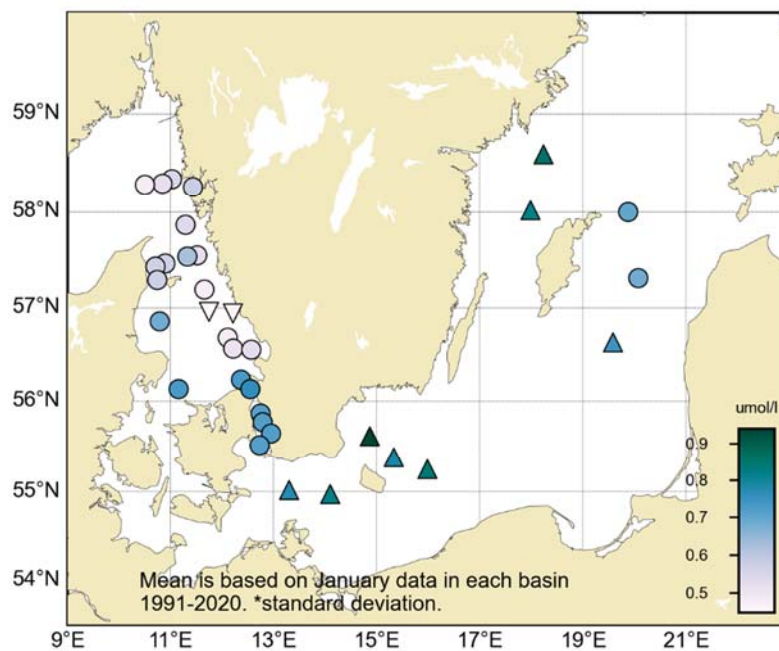 59°N
58°N
57°N
56°N
55°N
54°N
umol/l
0.9
0.8
0.7
0.6
0.5
Mean is based on January data in each basin
1991-2020. *standard deviation.
9°E 11°E 13°E 15°E 17°E 19°E 21°E